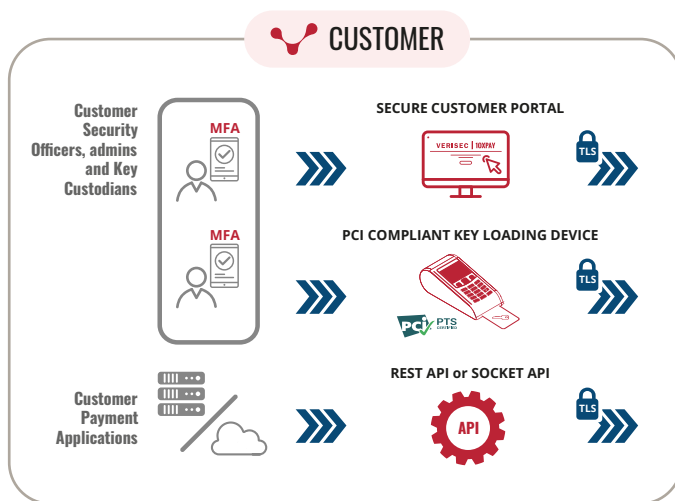 CUSTOMER
Customer
Security
Officers, admins
and Key
Custodians
MFA
MFA
SECURE CUSTOMER PORTAL
VERISEC | 10XPAY
TLS
PCI COMPLIANT KEY LOADING DEVICE
PCI PTS
CERTIFIED
TLS
Customer
Payment
Applications
REST API or SOCKET API
API
TLS